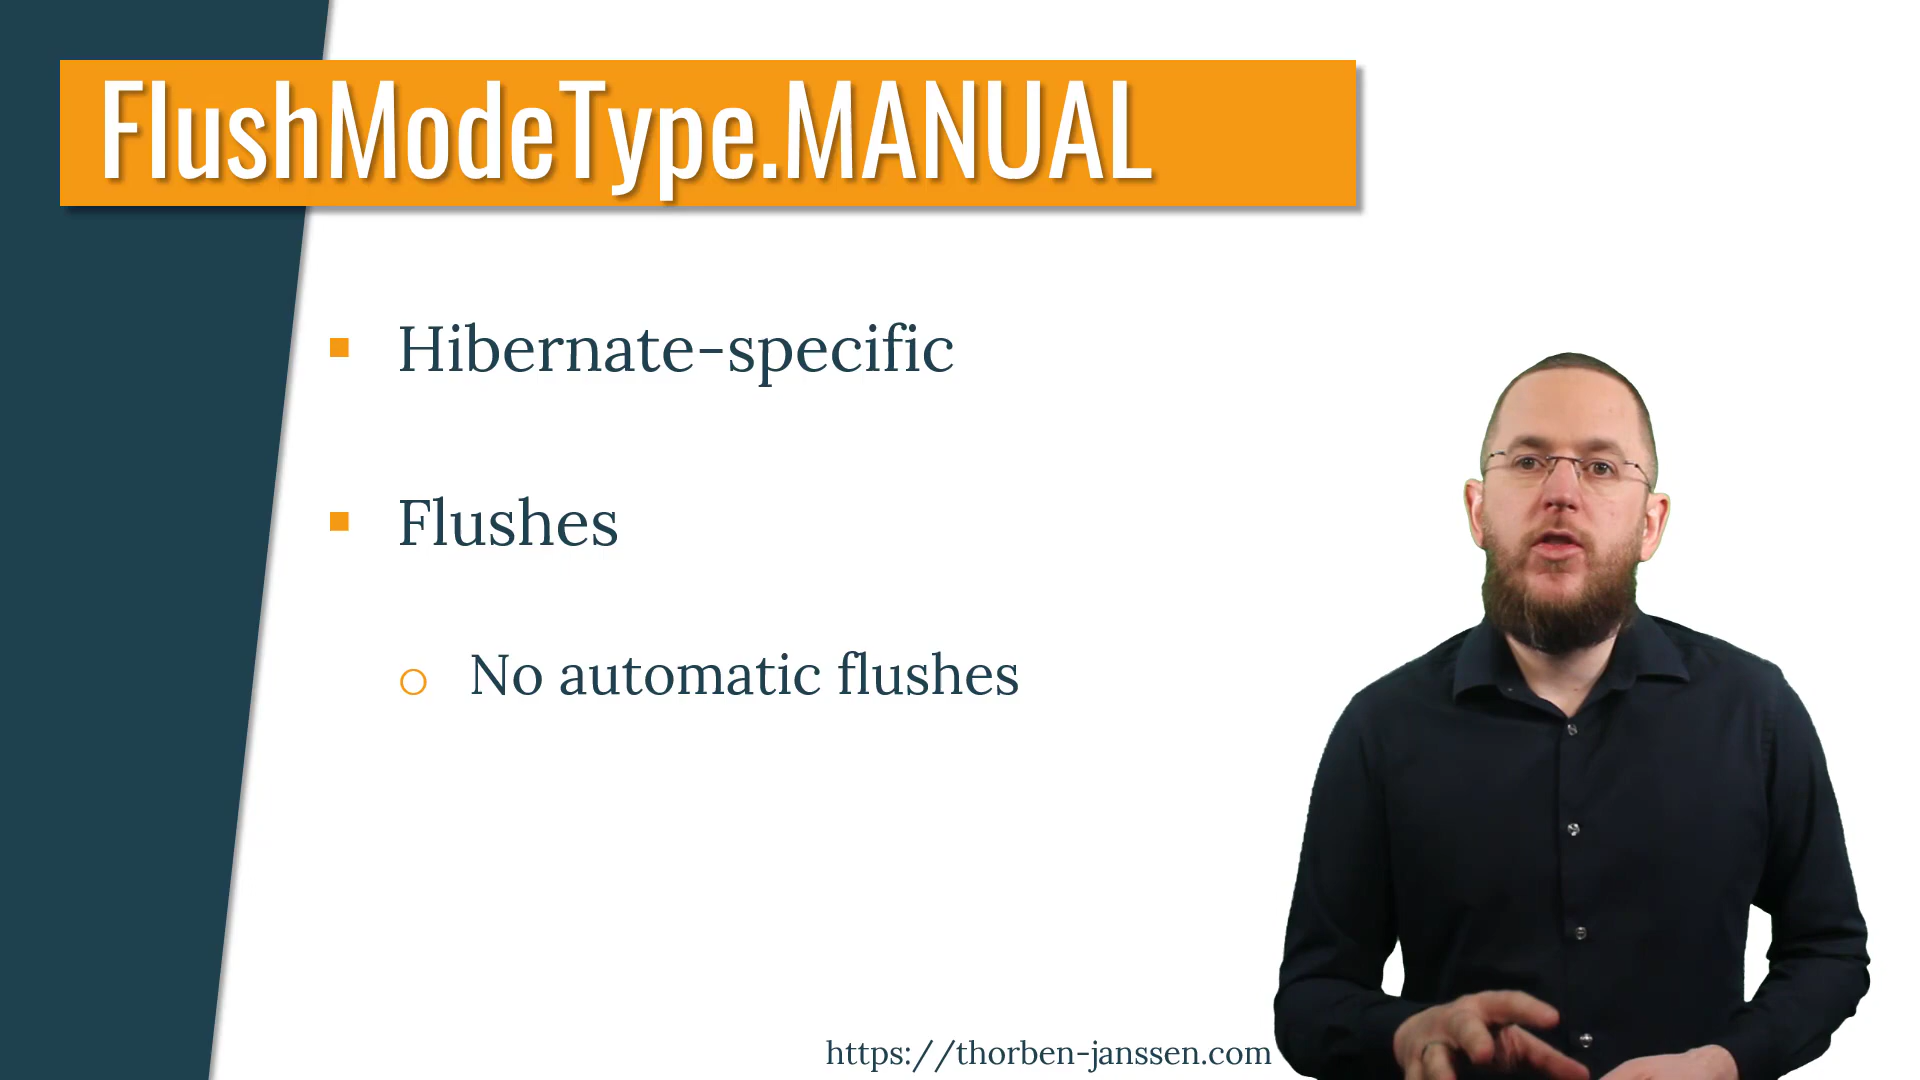 FlushModeType.MANUAL
Hibernate-specific
Flushes
No automatic flushes
https://thorben-janssen.com